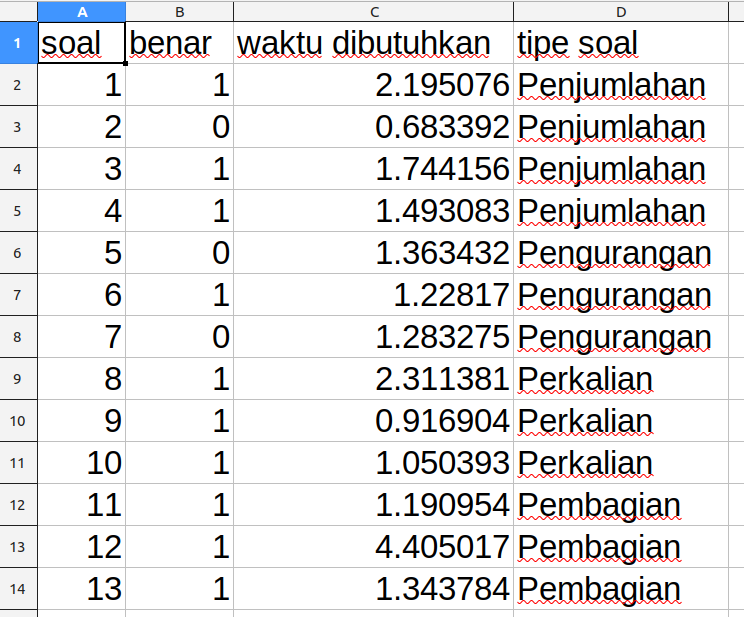 A B C D
1 soal benar waktu dibutuhkan tipe soal
2 1 1 2.195076 Penjumlahan
3 2 0 0.683392 Penjumlahan
4 3 1 1.744156 Penjumlahan
5 4 1 1.493083 Penjumlahan
6 5 0 1.363432 Pengurangan
7 6 1 1.22817 Pengurangan
8 7 0 1.283275 Pengurangan
9 8 1 2.311381 Perkalian
10 9 1 0.916904 Perkalian
11 10 1 1.050393 Perkalian
12 11 1 1.190954 Pembagian
13 12 1 4.405017 Pembagian
14 13 1 1.343784 Pembagian